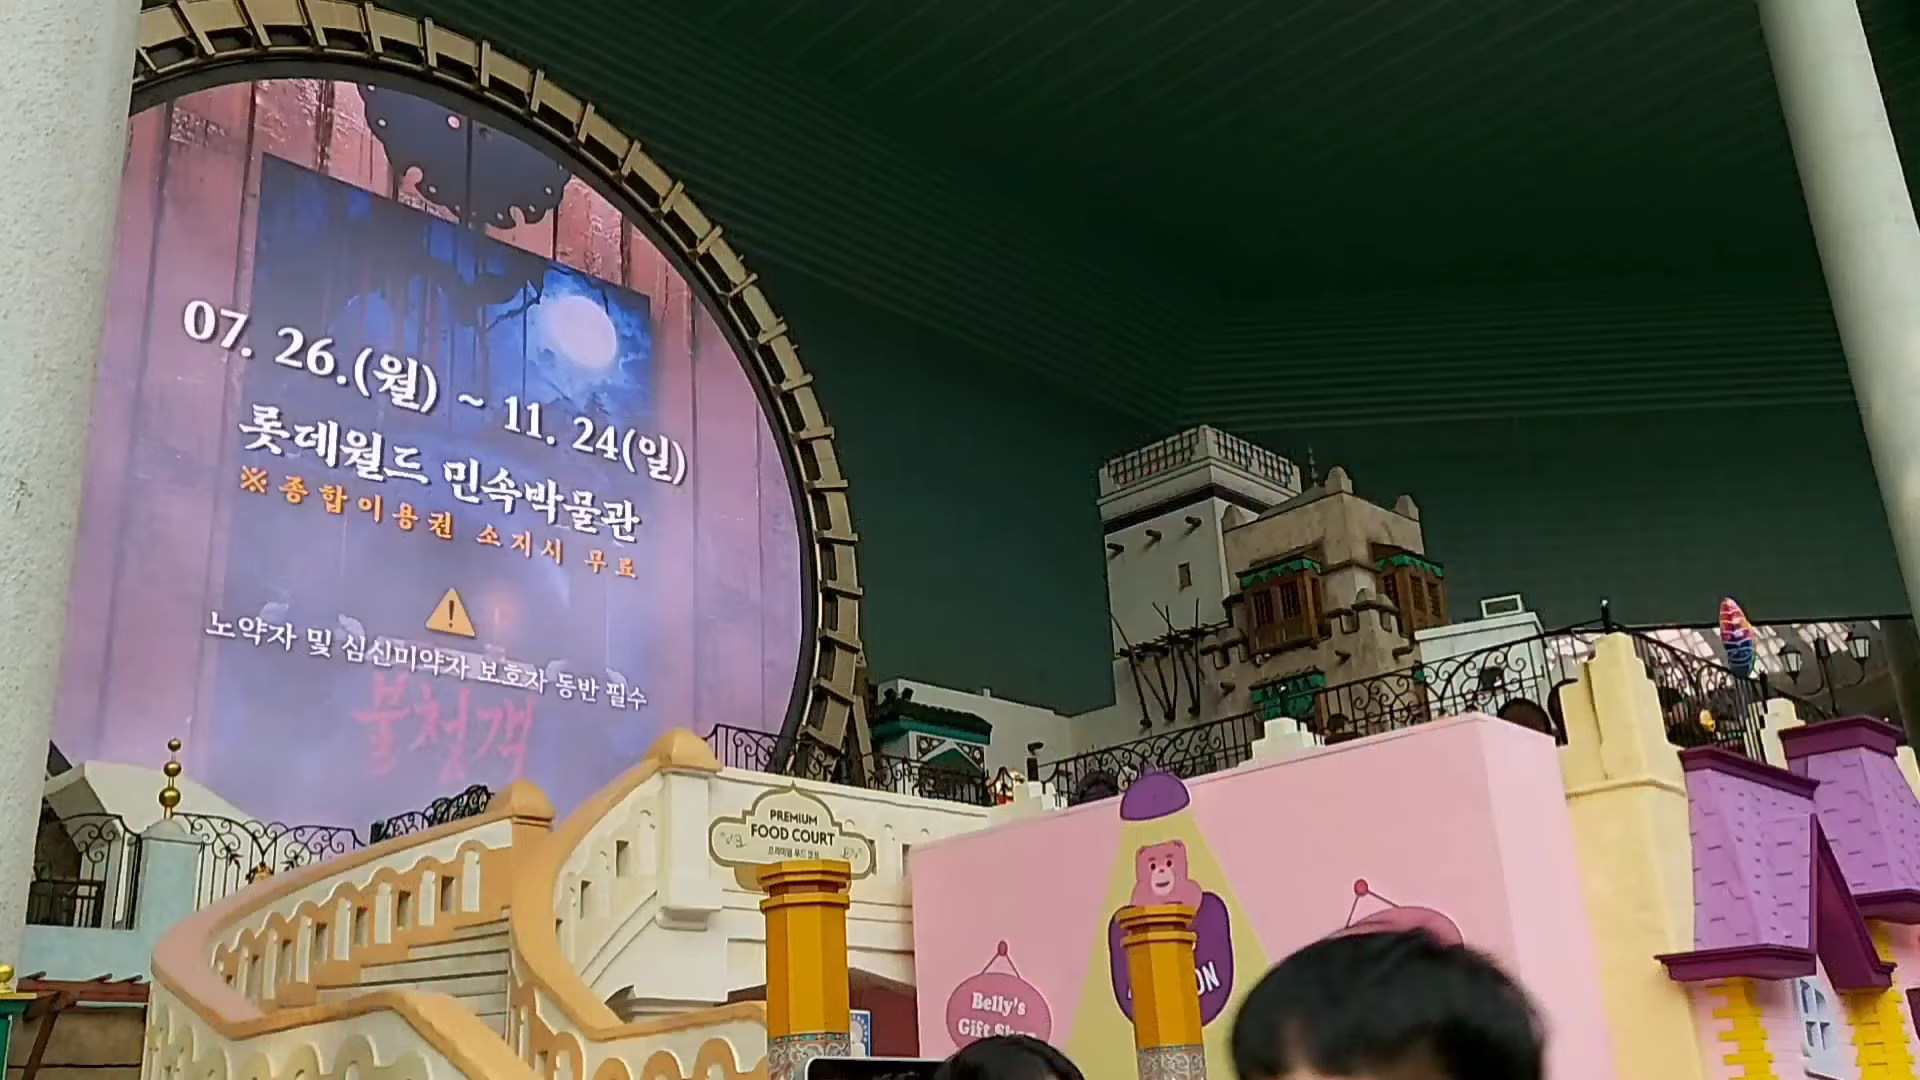 07. 26.(월) ~ 11. 24(일)
롯데월드 민속박물관
※종합이용권 소지시 무료
노약자 및 심신미약자 보호자 동반 필수
불청객
PREMIUM
FOOD COURT
프리미엄 푸드코트
Belly's
Gift Shop